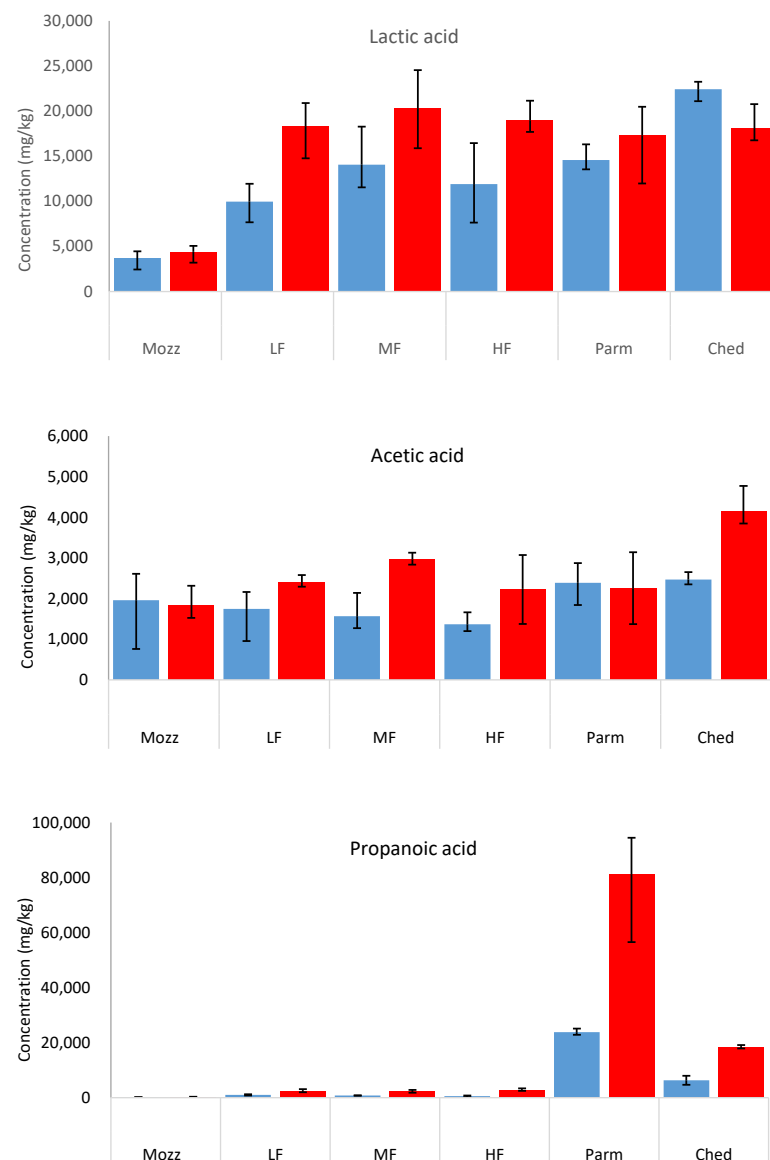 Lactic acid
Concentration (mg/kg)
30,000
25,000
20,000
15,000
10,000
5,000
0
Mozz LF MF HF Parm Ched
Acetic acid
Concentration (mg/kg)
6,000
5,000
4,000
3,000
2,000
1,000
0
Mozz LF MF HF Parm Ched
Propanoic acid
Concentration (mg/kg)
100,000
80,000
60,000
40,000
20,000
0
Mozz LF MF HF Parm Ched